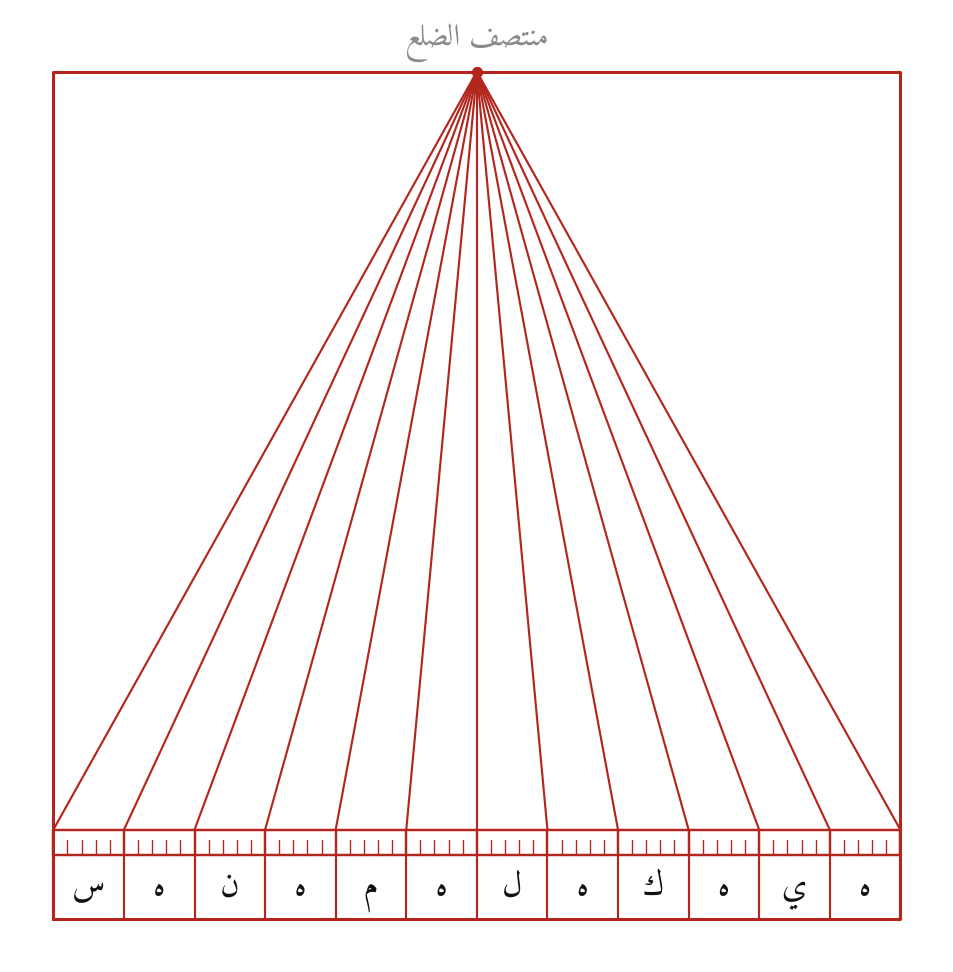 منتصف الضلع
ه ي ه ك ه ل ه م ه ن ه س